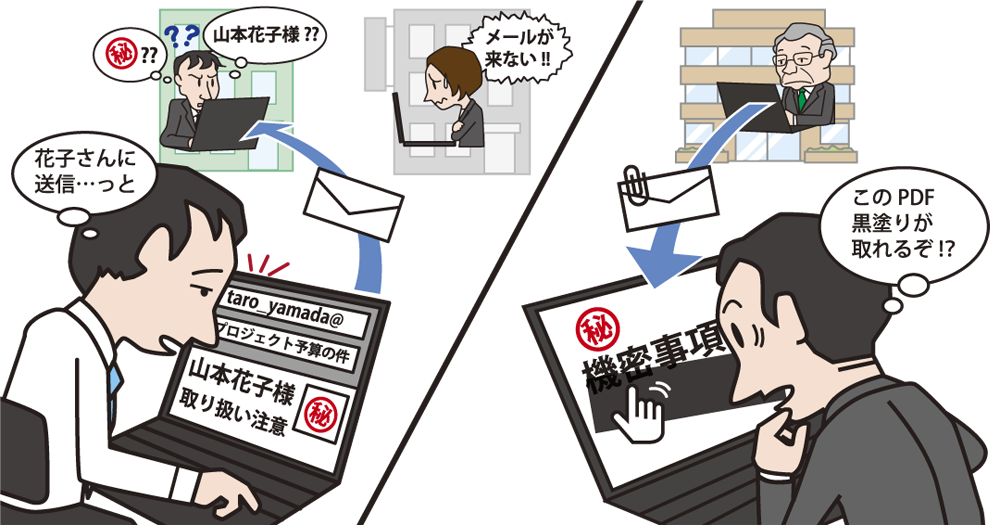 ㊙??
??
山本花子様??
メールが
来ない!!
花子さんに
送信…っと
taro_yamada@
プロジェクト予算の件
山本花子様
取り扱い注意
㊙
このPDF
黒塗りが
取れるぞ!?
㊙
機密事項